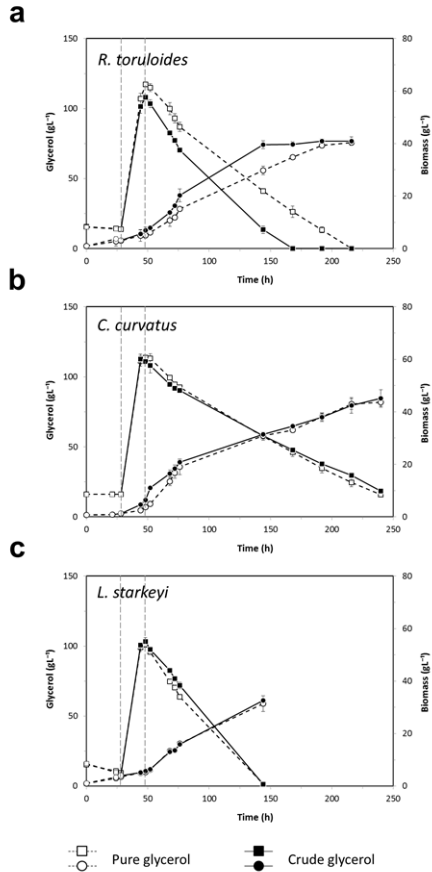 a
R. toruloides
150
100
50
0
Glycerol (gL⁻¹)
80
60
40
20
0
Biomass (gL⁻¹)
0 50 100 150 200 250
Time (h)
b
C. curvatus
150
100
50
0
Glycerol (gL⁻¹)
80
60
40
20
0
Biomass (gL⁻¹)
0 50 100 150 200 250
Time (h)
c
L. starkeyi
150
100
50
0
Glycerol (gL⁻¹)
80
60
40
20
0
Biomass (gL⁻¹)
0 50 100 150 200 250
Time (h)
Pure glycerol Crude glycerol